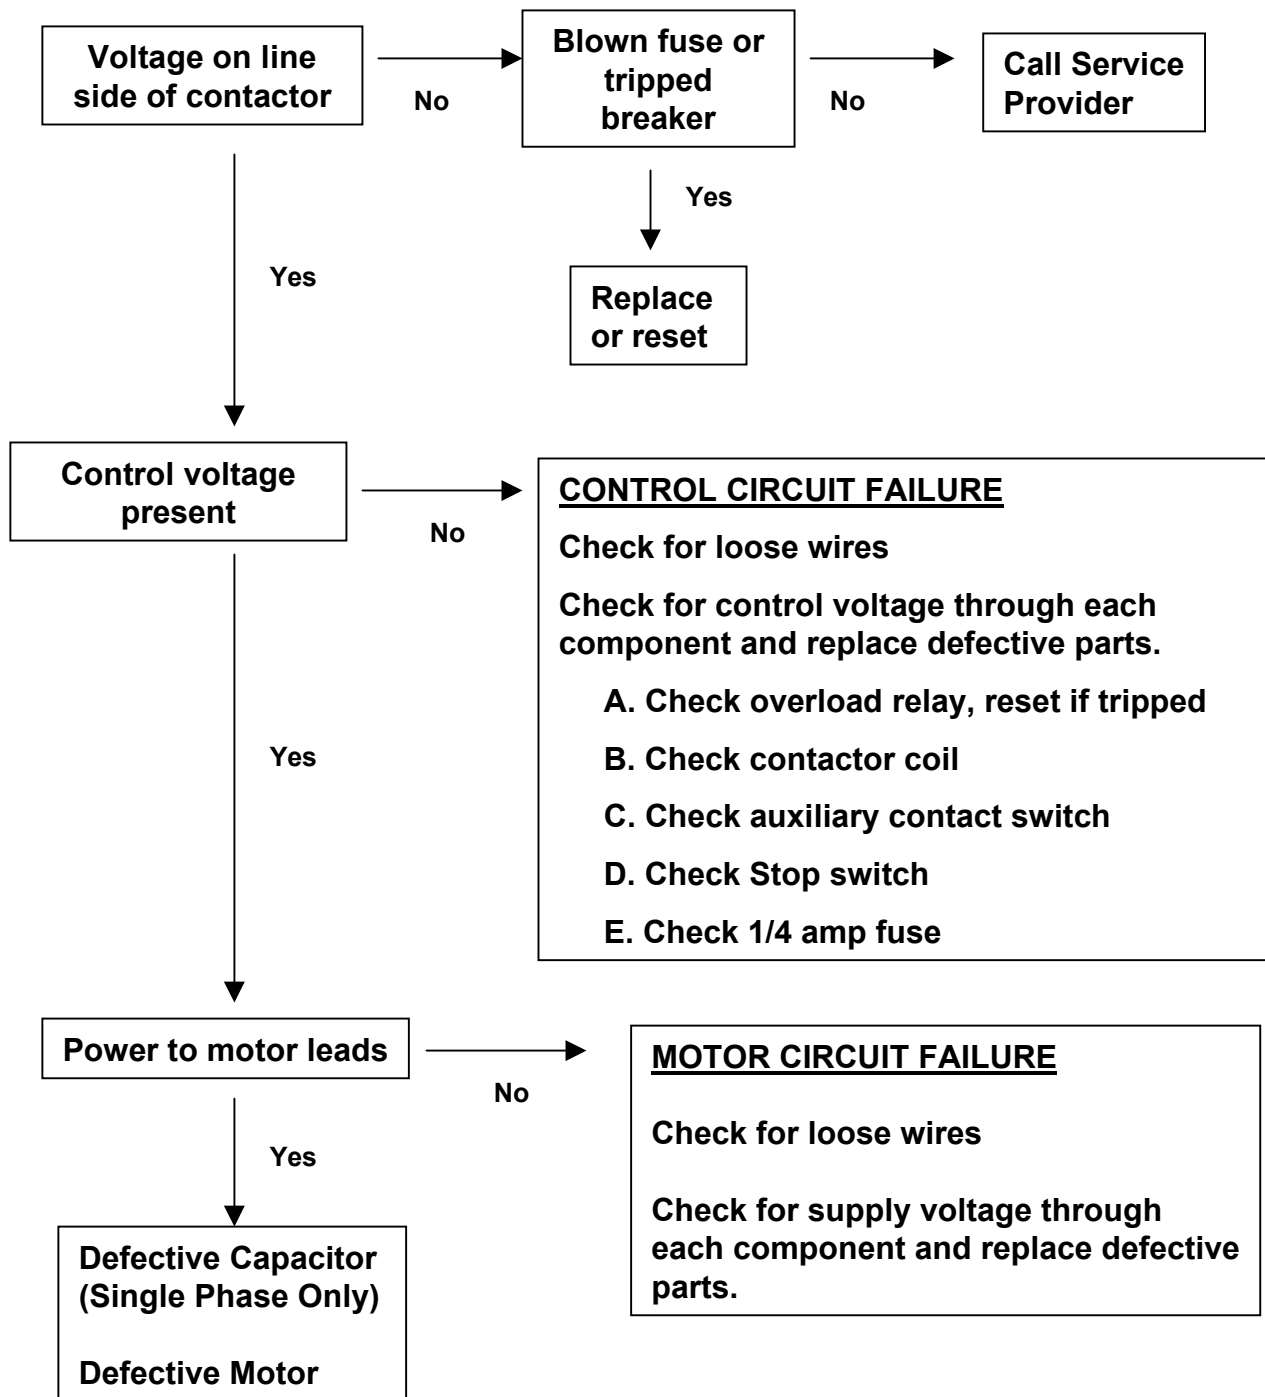 Voltage on line
side of contactor
No
Blown fuse or
tripped
breaker
No
Call Service
Provider
Yes
Replace
or reset
Yes
Control voltage
present
No
CONTROL CIRCUIT FAILURE
Check for loose wires
Check for control voltage through each
component and replace defective parts.
A. Check overload relay, reset if tripped
B. Check contactor coil
C. Check auxiliary contact switch
D. Check Stop switch
E. Check 1/4 amp fuse
Yes
Power to motor leads
No
MOTOR CIRCUIT FAILURE
Check for loose wires
Check for supply voltage through
each component and replace defective
parts.
Yes
Defective Capacitor
(Single Phase Only)
Defective Motor